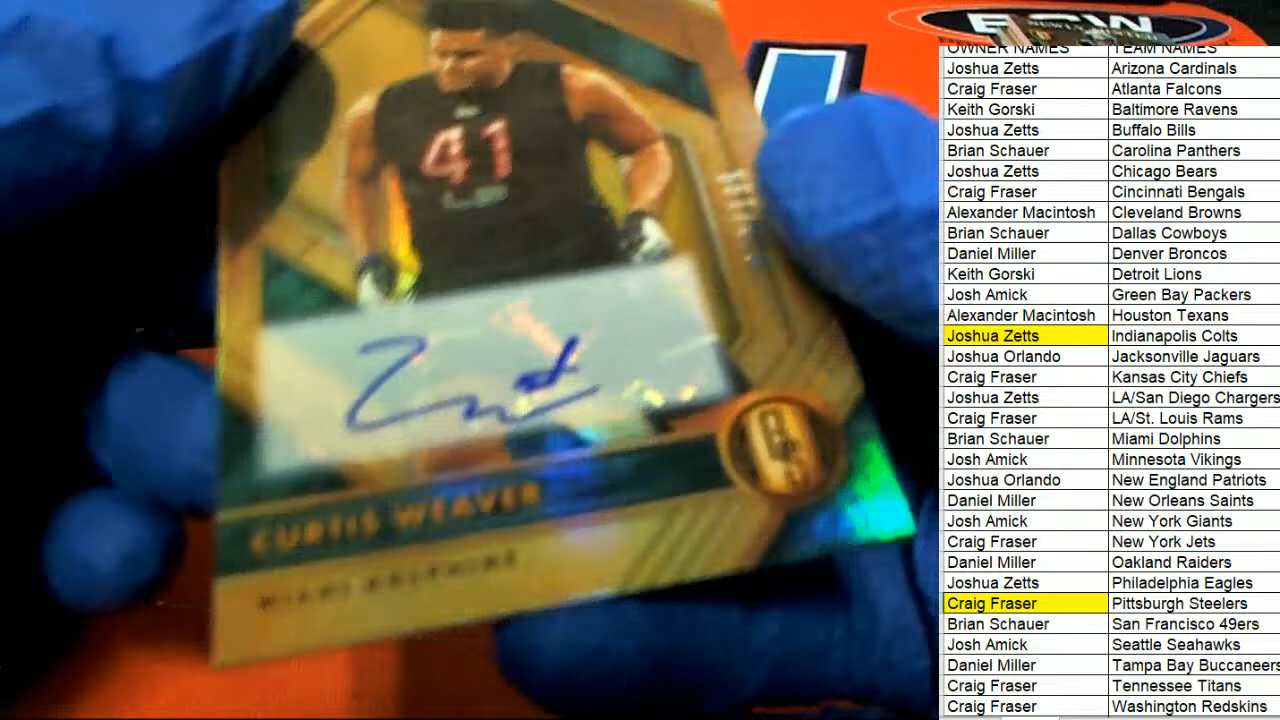 OWNER NAMES TEAM NAMES
Joshua Zetts Arizona Cardinals
Craig Fraser Atlanta Falcons
Keith Gorski Baltimore Ravens
Joshua Zetts Buffalo Bills
Brian Schauer Carolina Panthers
Joshua Zetts Chicago Bears
Craig Fraser Cincinnati Bengals
Alexander Macintosh Cleveland Browns
Brian Schauer Dallas Cowboys
Daniel Miller Denver Broncos
Keith Gorski Detroit Lions
Josh Amick Green Bay Packers
Alexander Macintosh Houston Texans
Joshua Zetts Indianapolis Colts
Joshua Orlando Jacksonville Jaguars
Craig Fraser Kansas City Chiefs
Joshua Zetts LA/San Diego Chargers
Craig Fraser LA/St. Louis Rams
Brian Schauer Miami Dolphins
Josh Amick Minnesota Vikings
Joshua Orlando New England Patriots
Daniel Miller New Orleans Saints
Josh Amick New York Giants
Craig Fraser New York Jets
Daniel Miller Oakland Raiders
Joshua Zetts Philadelphia Eagles
Craig Fraser Pittsburgh Steelers
Brian Schauer San Francisco 49ers
Josh Amick Seattle Seahawks
Daniel Miller Tampa Bay Buccaneers
Craig Fraser Tennessee Titans
Craig Fraser Washington Redskins
41
CURTIS WEAVER
MIAMI DOLPHINS